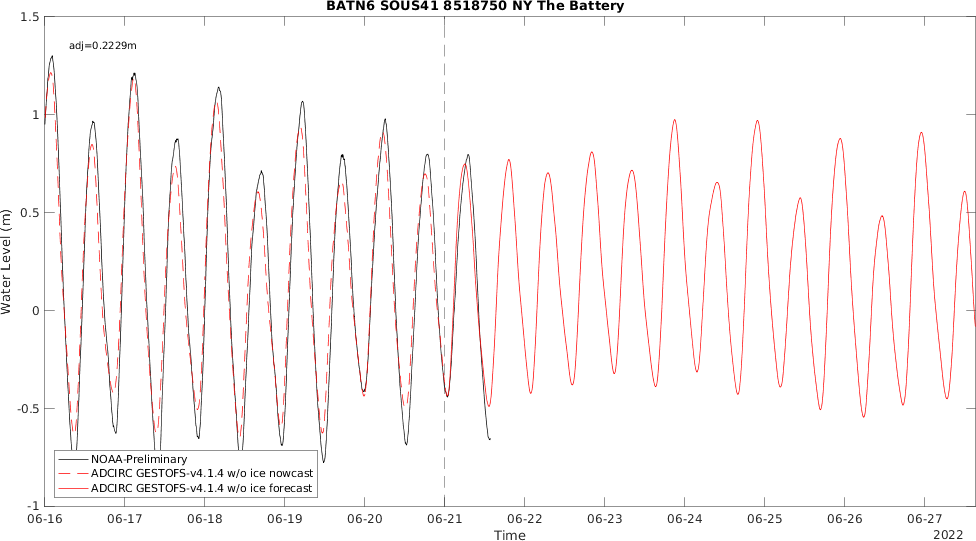 BATN6 SOUS41 8518750 NY The Battery
1.5
adj=0.2229m
1
0.5
Water Level (m)
0
-0.5
NOAA-Preliminary
ADCIRC GESTOFS-v4.1.4 w/o ice nowcast
ADCIRC GESTOFS-v4.1.4 w/o ice forecast
-1
06-16 06-17 06-18 06-19 06-20 06-21 06-22 06-23 06-24 06-25 06-26 06-27
Time
2022